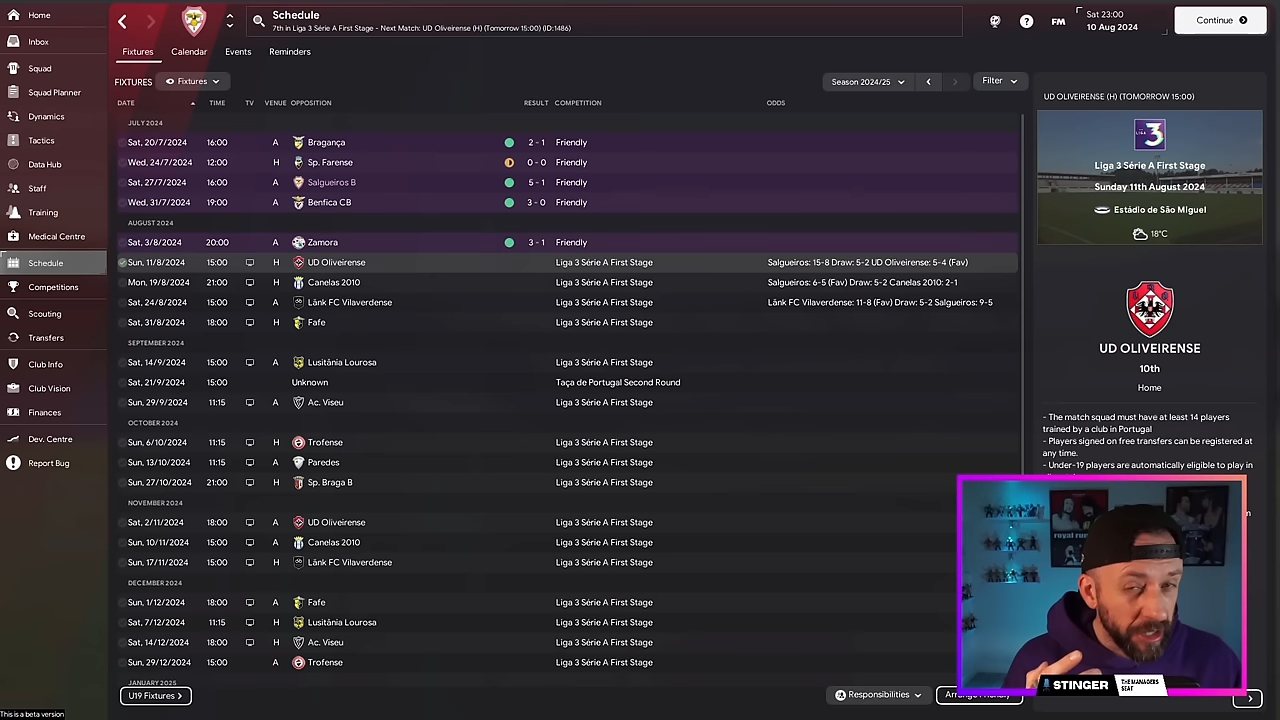 Home
Inbox
Squad
Squad Planner
Dynamics
Tactics
Data Hub
Staff
Training
Medical Centre
Schedule
Competitions
Scouting
Transfers
Club Info
Club Vision
Finances
Dev. Centre
Report Bug
This is a beta version
Schedule
7th in Liga 3 Série A First Stage - Next Match: UD Oliveirense (H) (Tomorrow 15:00) (ID:1486)
FM
Sat 23:00
10 Aug 2024
Continue
Fixtures Calendar Events Reminders
FIXTURES Fixtures Season 2024/25 Filter
DATE TIME TV VENUE OPPOSITION RESULT COMPETITION ODDS
JULY 2024
Sat, 20/7/2024 16:00 A Bragança 2 - 1 Friendly
Wed, 24/7/2024 12:00 H Sp. Farense 0 - 0 Friendly
Sat, 27/7/2024 16:00 A Salgueiros B 5 - 1 Friendly
Wed, 31/7/2024 19:00 A Benfica CB 3 - 0 Friendly
AUGUST 2024
Sat, 3/8/2024 20:00 A Zamora 3 - 1 Friendly
Sun, 11/8/2024 15:00 H UD Oliveirense Liga 3 Série A First Stage Salgueiros: 15-8 Draw: 5-2 UD Oliveirense: 5-4 (Fav)
Mon, 19/8/2024 21:00 H Canelas 2010 Liga 3 Série A First Stage Salgueiros: 6-5 (Fav) Draw: 5-2 Canelas 2010: 2-1
Sat, 24/8/2024 15:00 A Länk FC Vilaverdense Liga 3 Série A First Stage Länk FC Vilaverdense: 11-8 (Fav) Draw: 5-2 Salgueiros: 9-5
Sat, 31/8/2024 18:00 H Fafe Liga 3 Série A First Stage
SEPTEMBER 2024
Sat, 14/9/2024 15:00 A Lusitânia Lourosa Liga 3 Série A First Stage
Sat, 21/9/2024 15:00 Unknown Taça de Portugal Second Round
Sun, 29/9/2024 11:15 A Ac. Viseu Liga 3 Série A First Stage
OCTOBER 2024
Sun, 6/10/2024 11:15 H Trofense Liga 3 Série A First Stage
Sun, 13/10/2024 11:15 A Paredes Liga 3 Série A First Stage
Sun, 27/10/2024 21:00 H Braga B Liga 3 Série A First Stage
NOVEMBER 2024
Sat, 2/11/2024 18:00 A UD Oliveirense Liga 3 Série A First Stage
Sun, 10/11/2024 15:00 A Canelas 2010 Liga 3 Série A First Stage
Sun, 17/11/2024 15:00 H Länk FC Vilaverdense Liga 3 Série A First Stage
DECEMBER 2024
Sun, 1/12/2024 18:00 A Fafe Liga 3 Série A First Stage
Sat, 7/12/2024 11:15 H Lusitânia Lourosa Liga 3 Série A First Stage
Sat, 14/12/2024 18:00 H Ac. Viseu Liga 3 Série A First Stage
Sun, 29/12/2024 15:00 A Trofense Liga 3 Série A First Stage
JANUARY 2025
U19 Fixtures
Responsibilities
Arrange Friendly
UD OLIVEIRENSE (H) (TOMORROW 15:00)
LIGA 3
Liga 3 Série A First Stage
Sunday 11th August 2024
Estádio de São Miguel
18°C
UD OLIVEIRENSE
10th
Home
- The match squad must have at least 14 players
trained by a club in Portugal
- Players signed on free transfers can be registered at
any time.
- Under-19 players are automatically eligible to play in
royal
STINGER
THE MANAGERS
SEAT